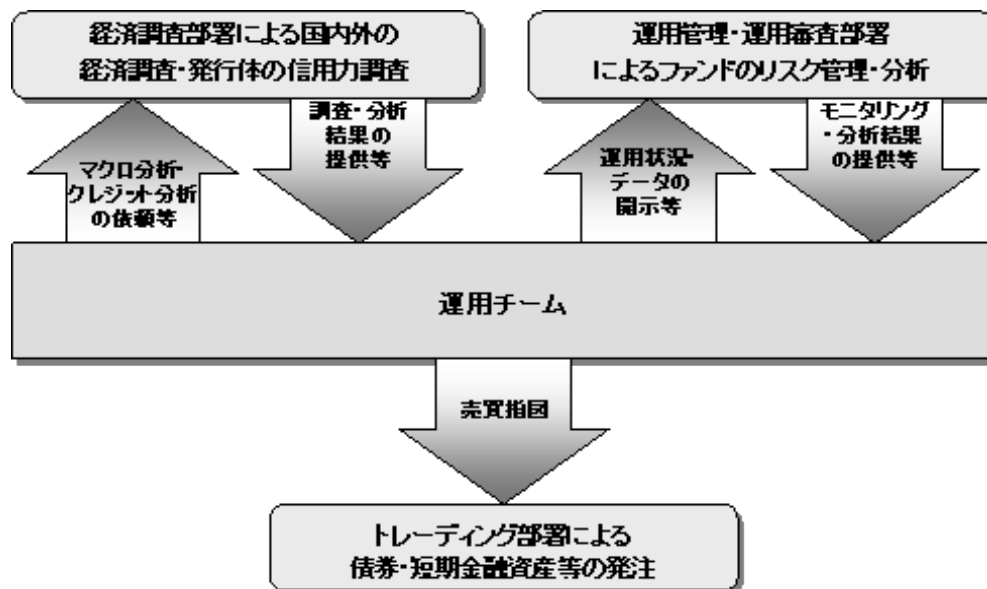 経済調査部署による国内外の
経済調査・発行体の信用力調査
運用管理・運用審査部署
によるファンドのリスク管理・分析
マクロ分析・
クレジット分析
の依頼等
調査・分析
結果の
提供等
運用状況・
データの
開示等
モニタリング
・分析結果
の提供等
運用チーム
売買指図
トレーディング部署による
債券・短期金融資産等の発注